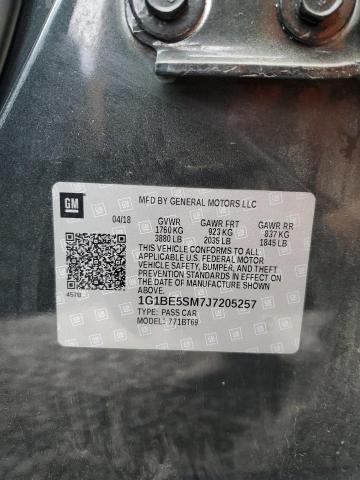 GM
MFD BY GENERAL MOTORS LLC
04/18 GVWR GAWR FRT GAWR RR
1760 KG 923 KG 837 KG
3880 LB 2035 LB 1845 LB
THIS VEHICLE CONFORMS TO ALL
APPLICABLE U.S. FEDERAL MOTOR
VEHICLE SAFETY, BUMPER, AND THEFT
PREVENTION STANDARDS IN EFFECT ON
THE DATE OF MANUFACTURE SHOWN
ABOVE.
4578
1G1BE5SM7J7205257
TYPE: PASS CAR
MODEL: 771BT69